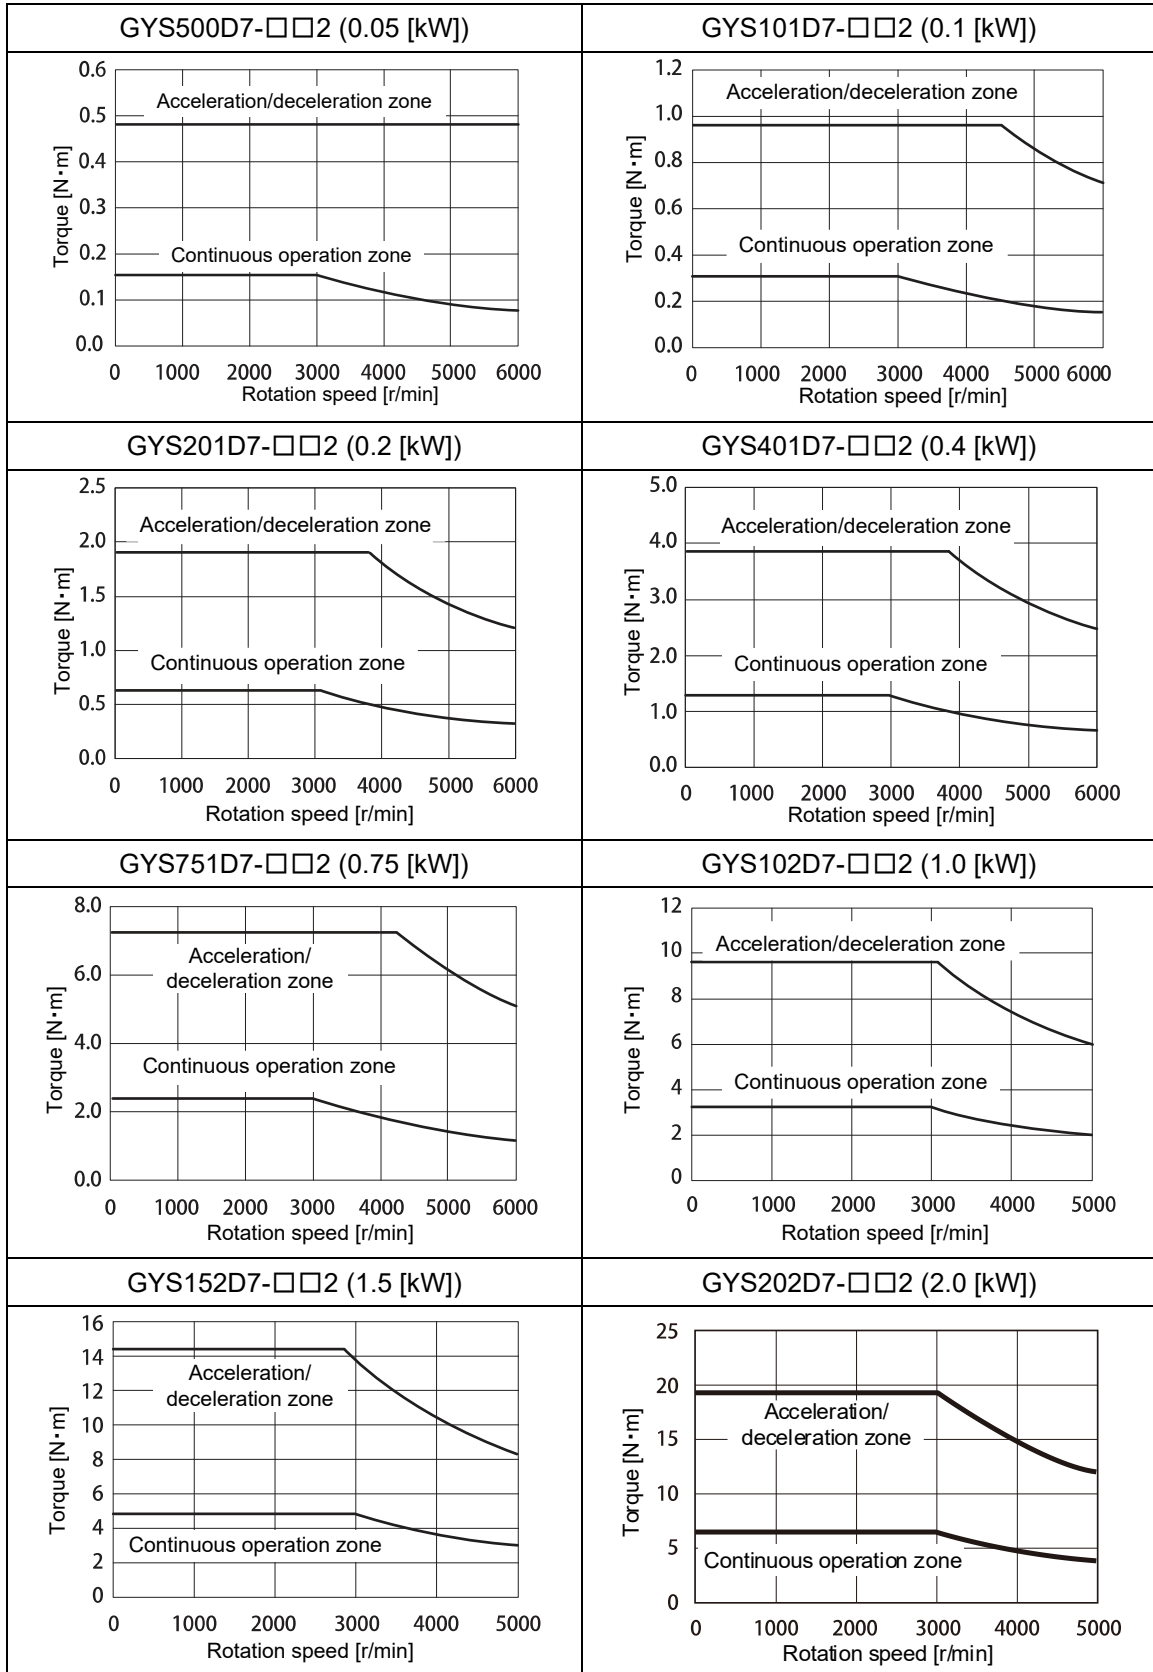 GYS500D7-□□2 (0.05 [kW])
0.6
0.5
0.4
0.3
0.2
0.1
0.0
Torque [N・m]
Acceleration/deceleration zone
Continuous operation zone
0 1000 2000 3000 4000 5000 6000
Rotation speed [r/min]
GYS101D7-□□2 (0.1 [kW])
1.2
1.0
0.8
0.6
0.4
0.2
0.0
Torque [N・m]
Acceleration/deceleration zone
Continuous operation zone
0 1000 2000 3000 4000 5000 6000
Rotation speed [r/min]
GYS201D7-□□2 (0.2 [kW])
2.5
2.0
1.5
1.0
0.5
0.0
Torque [N・m]
Acceleration/deceleration zone
Continuous operation zone
0 1000 2000 3000 4000 5000 6000
Rotation speed [r/min]
GYS401D7-□□2 (0.4 [kW])
5.0
4.0
3.0
2.0
1.0
0.0
Torque [N・m]
Acceleration/deceleration zone
Continuous operation zone
0 1000 2000 3000 4000 5000 6000
Rotation speed [r/min]
GYS751D7-□□2 (0.75 [kW])
8.0
6.0
4.0
2.0
0.0
Torque [N・m]
Acceleration/
deceleration zone
Continuous operation zone
0 1000 2000 3000 4000 5000 6000
Rotation speed [r/min]
GYS102D7-□□2 (1.0 [kW])
12
10
8
6
4
2
0
Torque [N・m]
Acceleration/deceleration zone
Continuous operation zone
0 1000 2000 3000 4000 5000
Rotation speed [r/min]
GYS152D7-□□2 (1.5 [kW])
16
14
12
10
8
6
4
2
0
Torque [N・m]
Acceleration/
deceleration zone
Continuous operation zone
0 1000 2000 3000 4000 5000
Rotation speed [r/min]
GYS202D7-□□2 (2.0 [kW])
25
20
15
10
5
0
Torque [N・m]
Acceleration/
deceleration zone
Continuous operation zone
0 1000 2000 3000 4000 5000
Rotation speed [r/min]